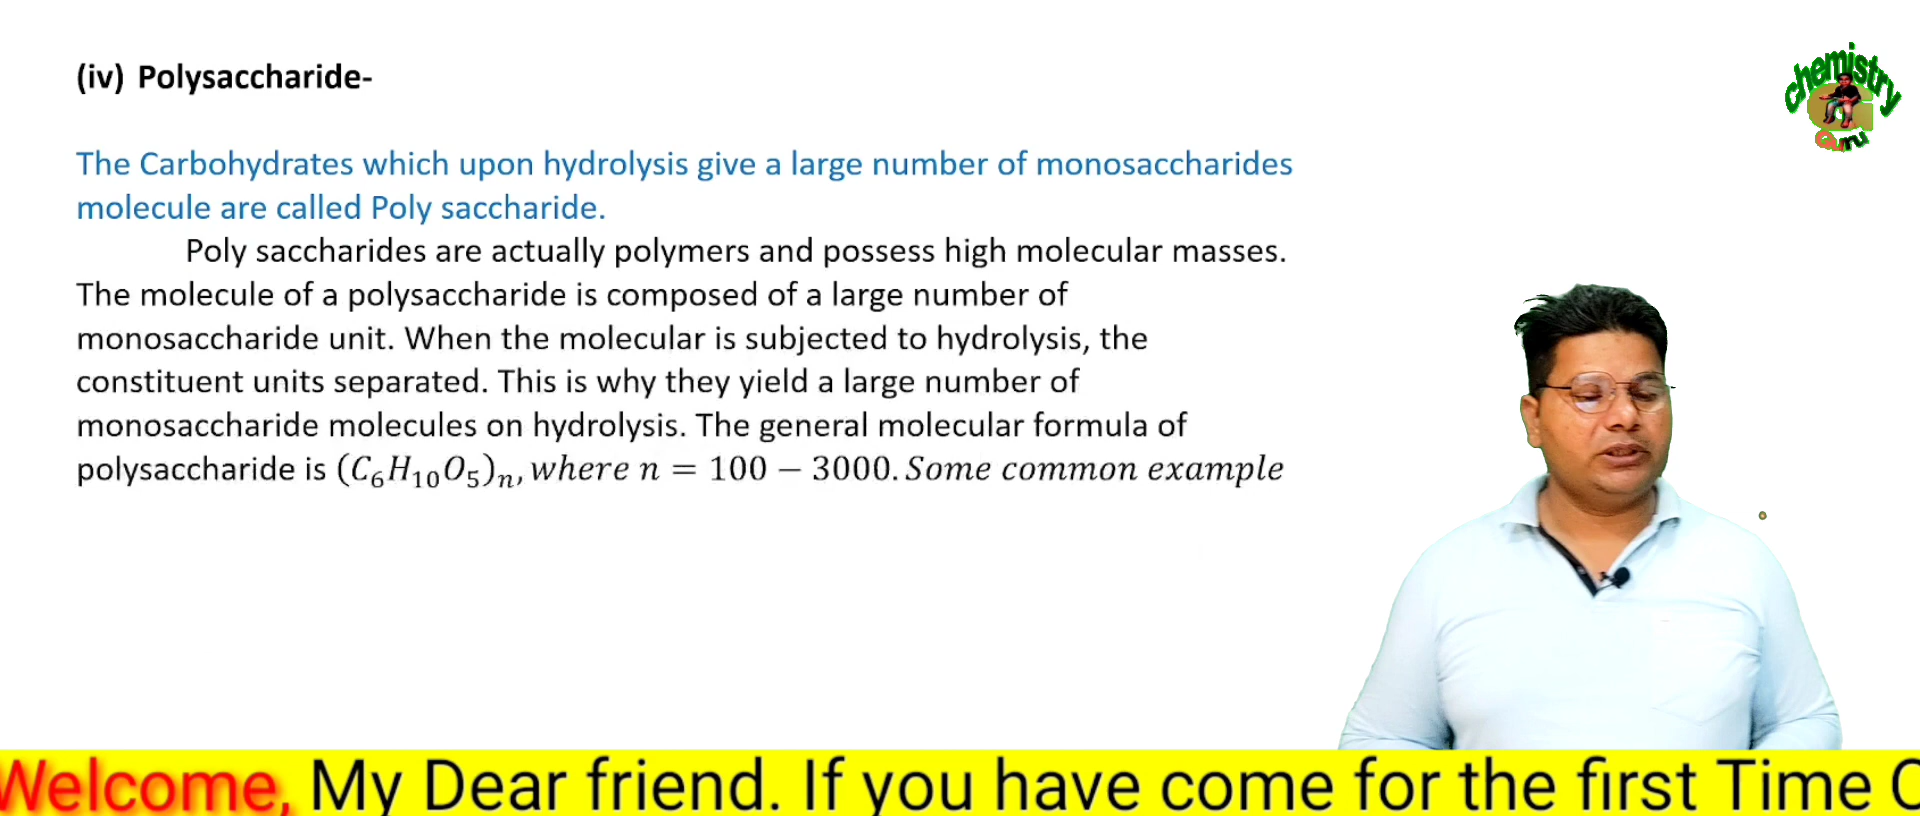 (iv) Polysaccharide-
chemistry
Guru
The Carbohydrates which upon hydrolysis give a large number of monosaccharides
molecule are called Poly saccharide.
Poly saccharides are actually polymers and possess high molecular masses.
The molecule of a polysaccharide is composed of a large number of
monosaccharide unit. When the molecular is subjected to hydrolysis, the
constituent units separated. This is why they yield a large number of
monosaccharide molecules on hydrolysis. The general molecular formula of
polysaccharide is (C₆H₁₀O₅)ₙ, where n = 100 − 3000. Some common example
Welcome, My Dear friend. If you have come for the first Time